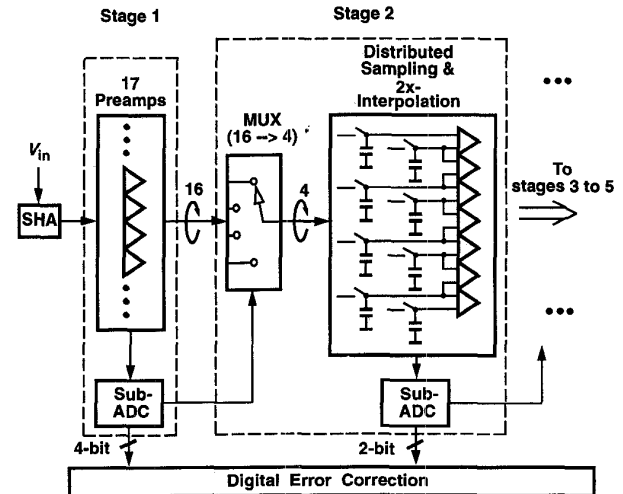 Stage 1
Stage 2
17
Preamps
Distributed
Sampling &
2x-
Interpolation
MUX
(16 --> 4)
Vin
SHA
16
4
To
stages 3 to 5
Sub-
ADC
Sub-
ADC
4-bit
2-bit
Digital Error Correction